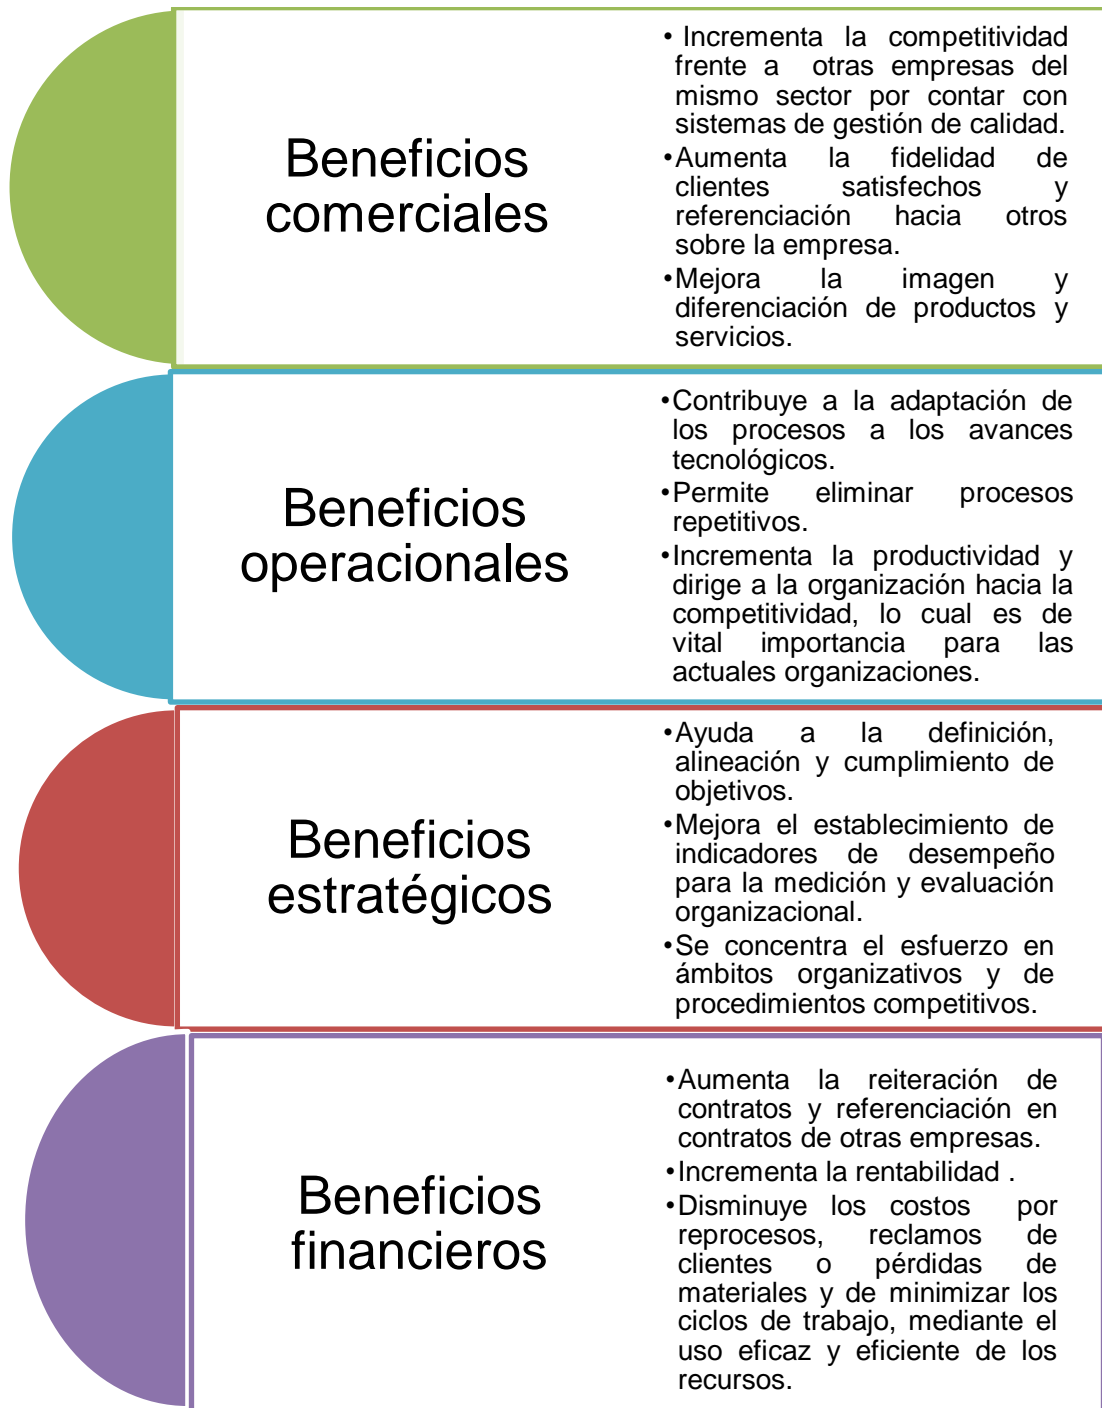 Beneficios
comerciales
• Incrementa la competitividad
frente a otras empresas del
mismo sector por contar con
sistemas de gestión de calidad.
•Aumenta la fidelidad de
clientes satisfechos y
referenciación hacia otros
sobre la empresa.
•Mejora la imagen y
diferenciación de productos y
servicios.
Beneficios
operacionales
•Contribuye a la adaptación de
los procesos a los avances
tecnológicos.
•Permite eliminar procesos
repetitivos.
•Incrementa la productividad y
dirige a la organización hacia la
competitividad, lo cual es de
vital importancia para las
actuales organizaciones.
Beneficios
estratégicos
•Ayuda a la definición,
alineación y cumplimiento de
objetivos.
•Mejora el establecimiento de
indicadores de desempeño
para la medición y evaluación
organizacional.
•Se concentra el esfuerzo en
ámbitos organizativos y de
procedimientos competitivos.
Beneficios
financieros
•Aumenta la reiteración de
contratos y referenciación en
contratos de otras empresas.
•Incrementa la rentabilidad .
•Disminuye los costos por
reprocesos, reclamos de
clientes o pérdidas de
materiales y de minimizar los
ciclos de trabajo, mediante el
uso eficaz y eficiente de los
recursos.